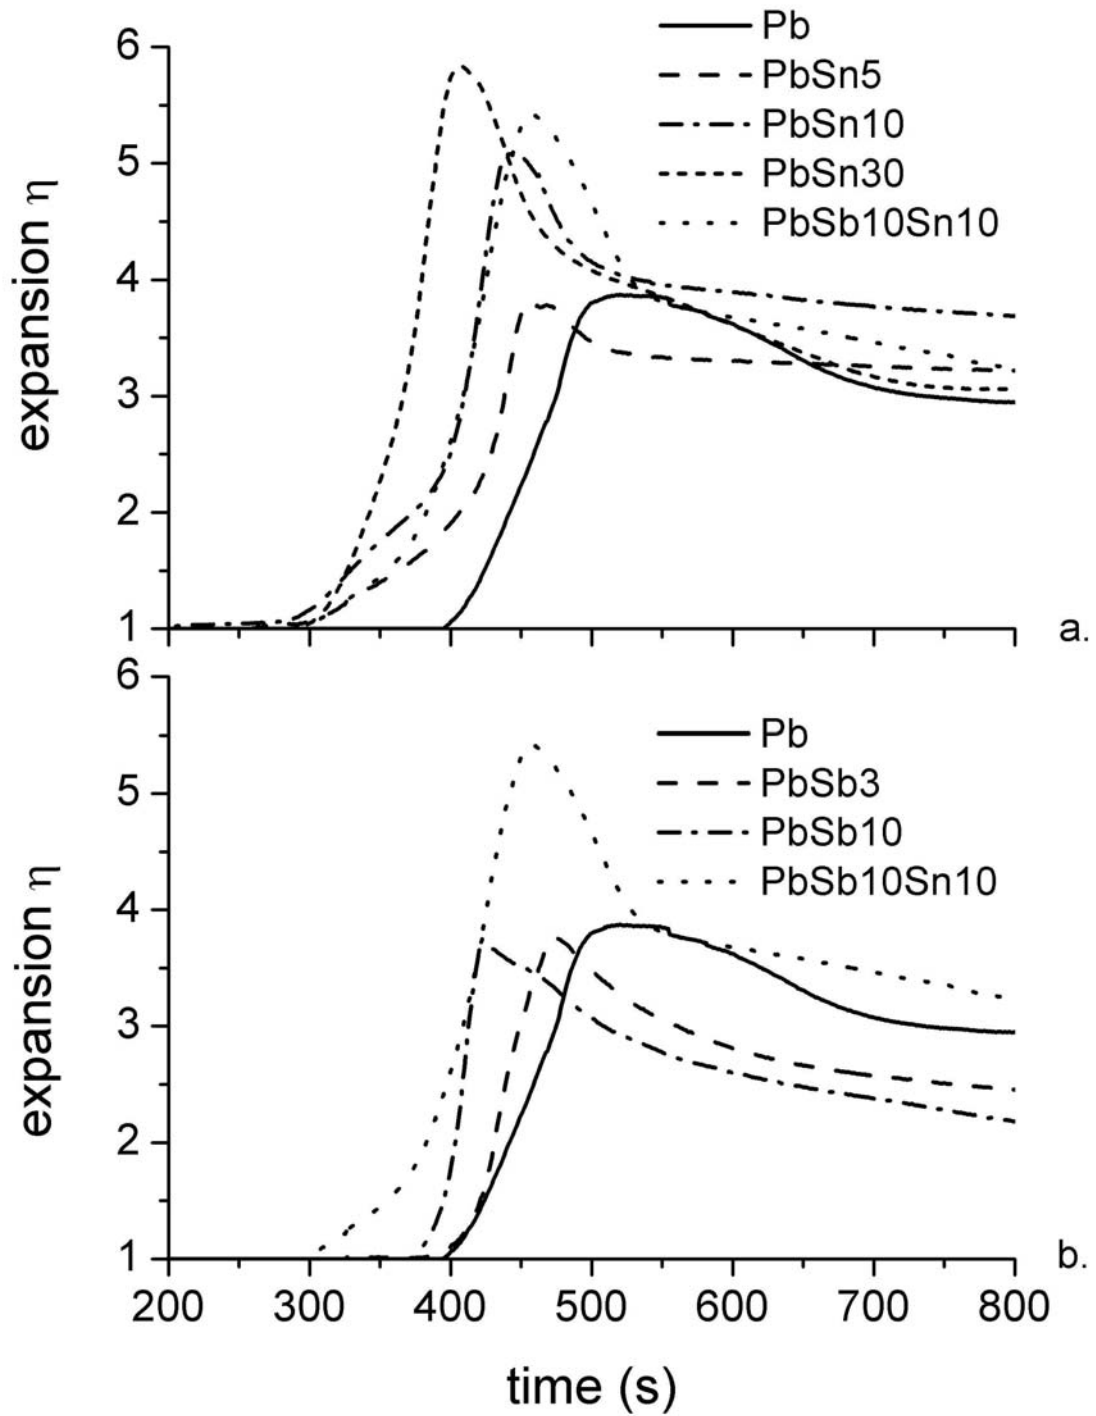 Pb
PbSn5
PbSn10
PbSn30
PbSb10Sn10
6
5
4
3
2
1
expansion η
a.
Pb
PbSb3
PbSb10
PbSb10Sn10
6
5
4
3
2
1
expansion η
b.
200 300 400 500 600 700 800
time (s)